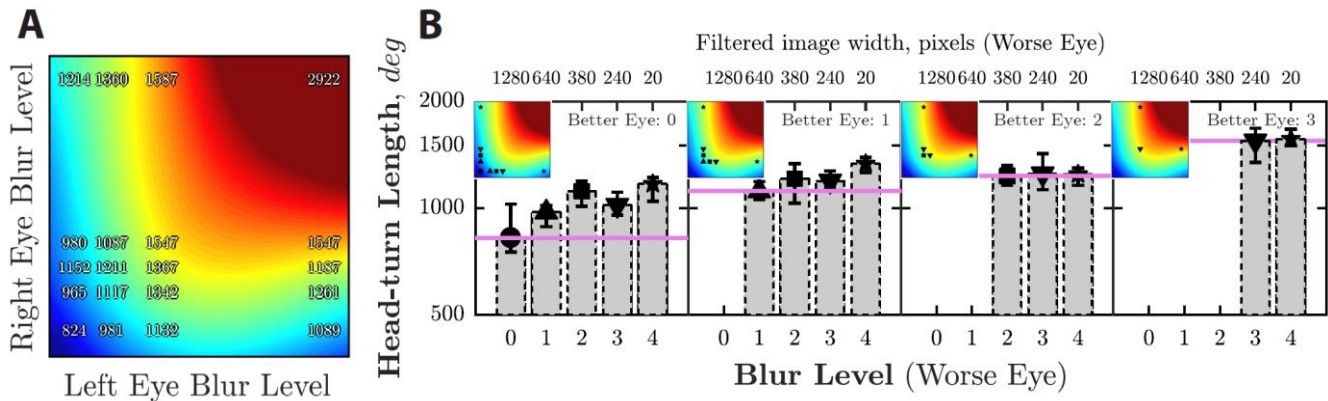 A
1214 1360 1587 2922
980 1087 1547 1547
1152 1211 1367 1187
965 1117 1342 1261
824 981 1132 1089
Right Eye Blur Level
Left Eye Blur Level
B
Filtered image width, pixels (Worse Eye)
1280 640 380 240 20 1280 640 380 240 20 1280 640 380 240 20 1280 640 380 240 20
Head-turn Length, deg
2000
1500
1000
500
Better Eye: 0 Better Eye: 1 Better Eye: 2 Better Eye: 3
0 1 2 3 4 0 1 2 3 4 0 1 2 3 4 0 1 2 3 4
Blur Level (Worse Eye)